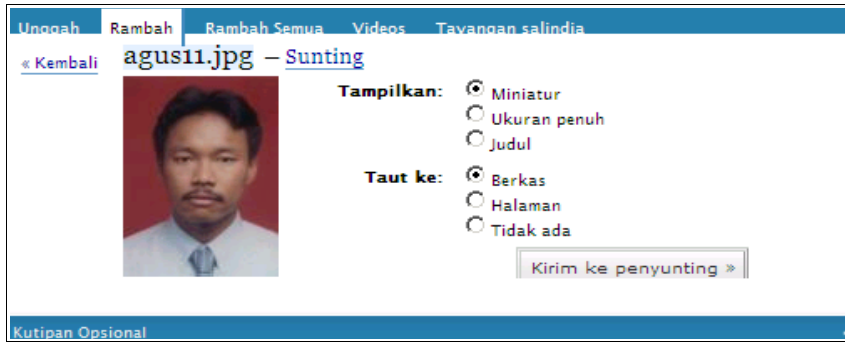 Unggah Rambah Rambah Semua Videos Tayangan salindia
« Kembali agus11.jpg – Sunting
Tampilkan: Miniatur
Ukuran penuh
Judul
Taut ke: Berkas
Halaman
Tidak ada
Kirim ke penyunting »
Kutipan Opsional